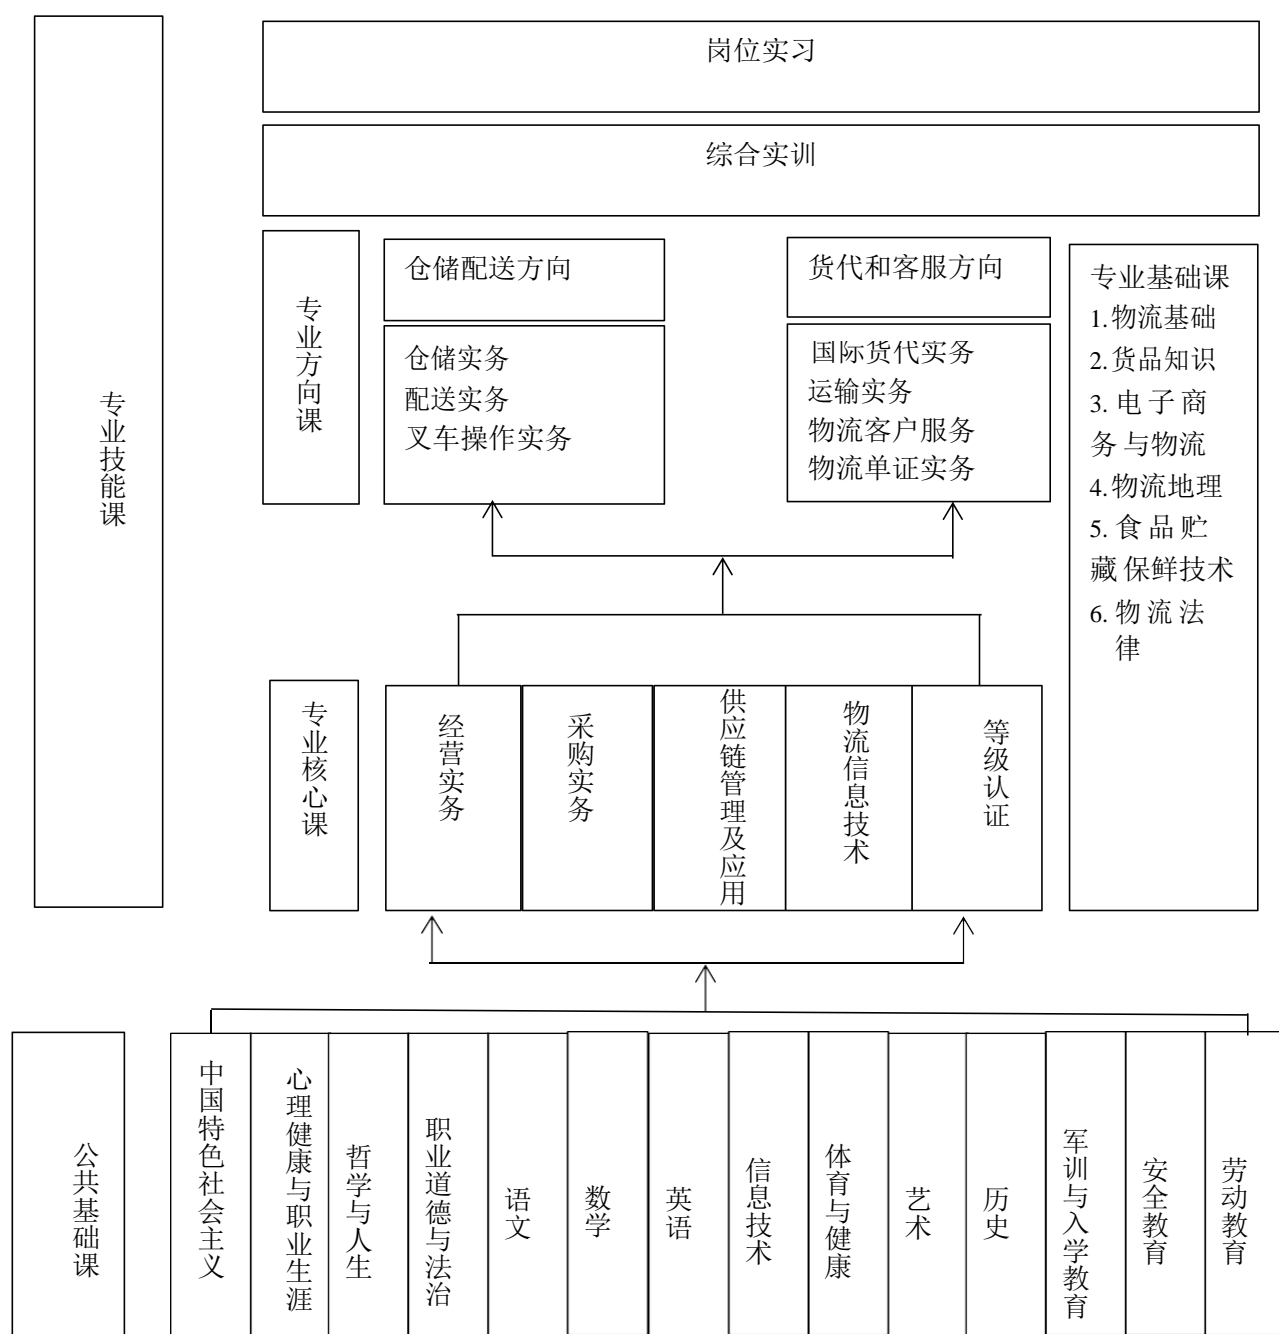 岗位实习
综合实训
专业技能课
专业方向课
仓储配送方向
仓储实务
配送实务
叉车操作实务
货代和客服方向
国际货代实务
运输实务
物流客户服务
物流单证实务
专业基础课
1.物流基础
2.货品知识
3. 电 子 商
务 与物流
4.物流地理
5. 食 品 贮
藏 保鲜技术
6. 物 流 法
律
专业核心课
经营实务
采购实务
供应链管理及应用
物流信息技术
等级认证
公共基础课
中国特色社会主义
心理健康与职业生涯
哲学与人生
职业道德与法治
语文
数学
英语
信息技术
体育与健康
艺术
历史
军训与入学教育
安全教育
劳动教育